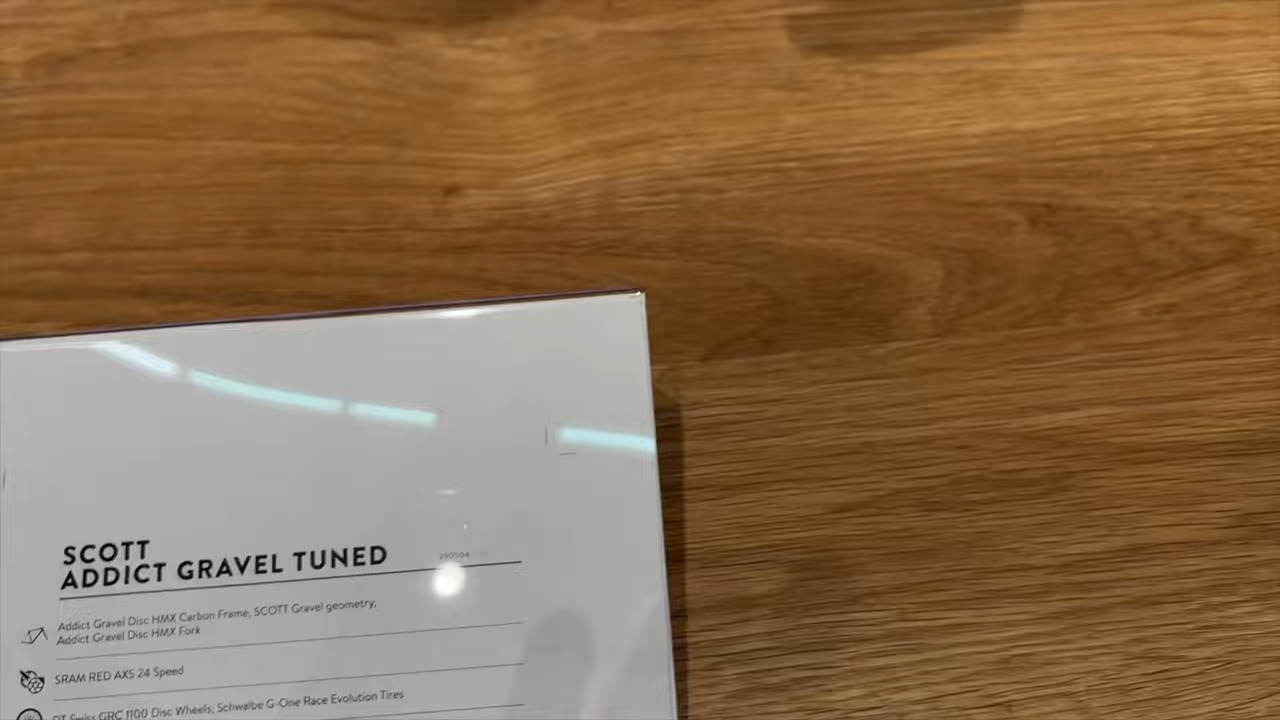 SCOTT
ADDICT GRAVEL TUNED
Addict Gravel Disc HMX Carbon Frame, SCOTT Gravel geometry,
Addict Gravel Disc HMX Fork
SRAM RED AXS 24 Speed
DT Swiss GRC 1100 Disc Wheels, Schwalbe G-One Race Evolution Tires